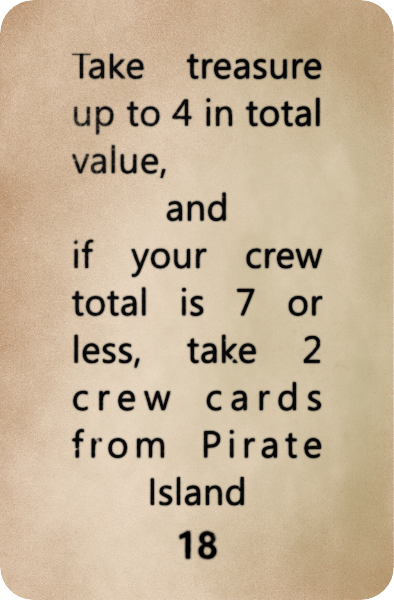 Take treasure
up to 4 in total
value,
and
if your crew
total is 7 or
less, take 2
crew cards
from Pirate
Island
18